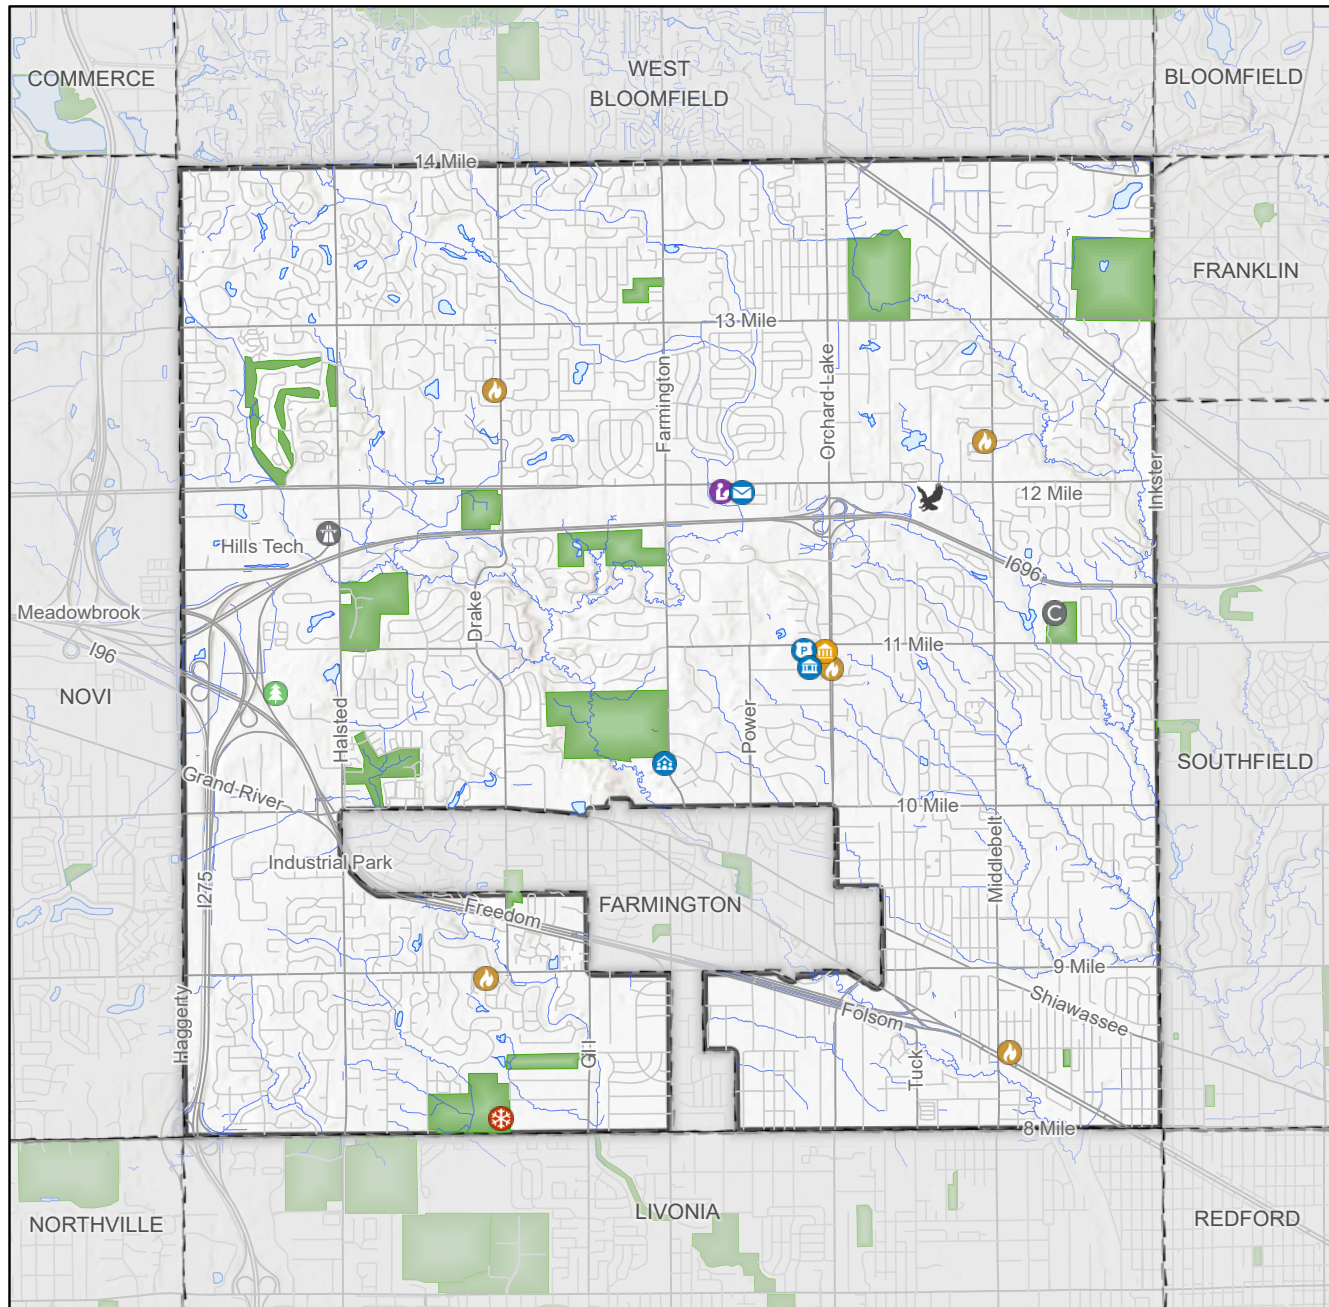 COMMERCE
WEST
BLOOMFIELD
BLOOMFIELD
14 Mile
FRANKLIN
13 Mile
Farmington
Orchard Lake
Inkster
12 Mile
Hills Tech
I696
Meadowbrook
Drake
C
I96
P
11 Mile
NOVI
Halsted
Power
SOUTHFIELD
Grand River
10 Mile
Industrial Park
Middlebelt
I275
FARMINGTON
Freedom
9 Mile
Haggerty
Shiawassee
Folsom
Gill
Tuck
8 Mile
NORTHVILLE
LIVONIA
REDFORD